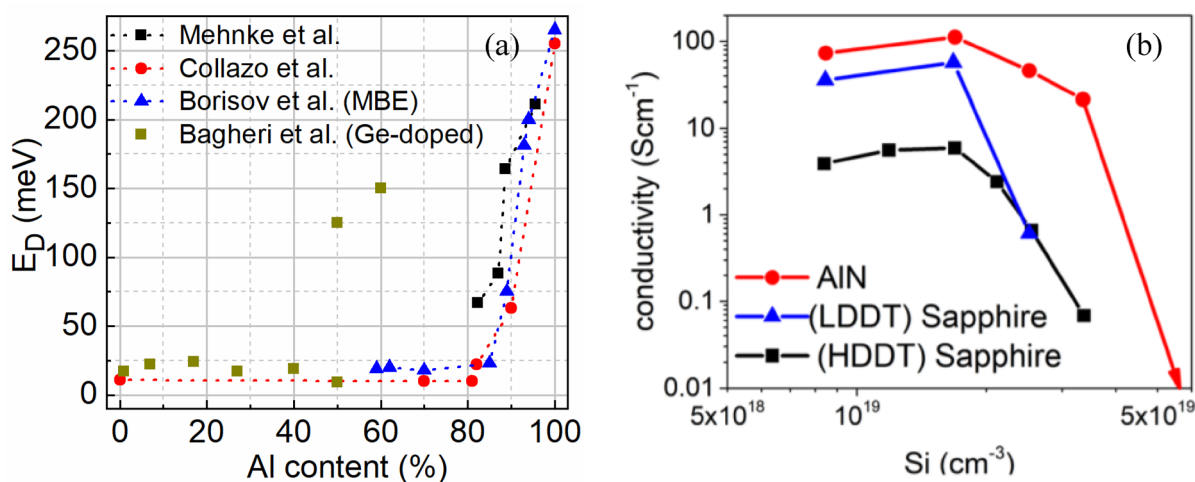 (a)
Mehnke et al.
Collazo et al.
Borisov et al. (MBE)
Bagheri et al. (Ge-doped)
E_D (meV)
250
200
150
100
50
0
0 20 40 60 80 100
Al content (%)
(b)
conductivity (Scm⁻¹)
100
10
1
0.1
0.01
AlN
(LDDT) Sapphire
(HDDT) Sapphire
5x10¹⁸ 10¹⁹ 5x10¹⁹
Si (cm⁻³)